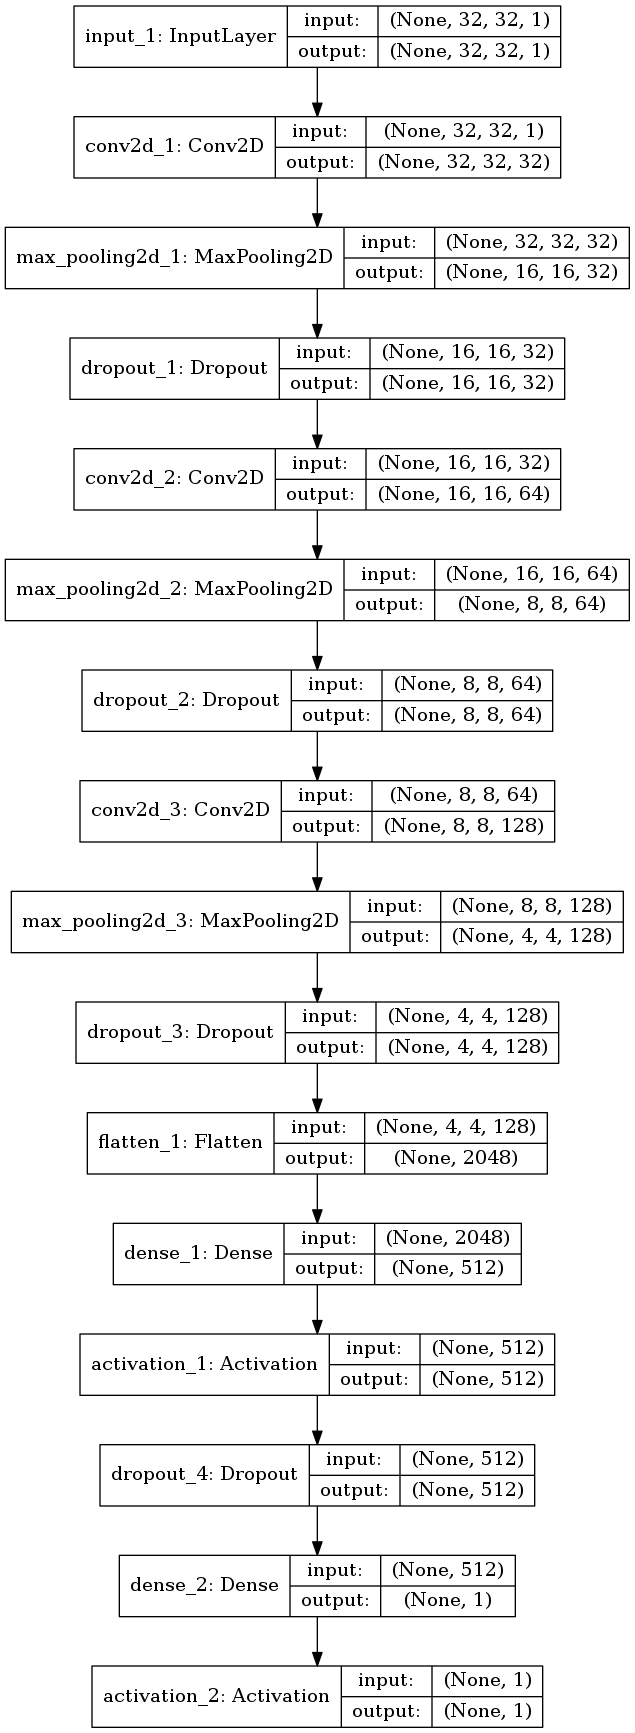 input_1: InputLayer
input: (None, 32, 32, 1)
output: (None, 32, 32, 1)
conv2d_1: Conv2D
input: (None, 32, 32, 1)
output: (None, 32, 32, 32)
max_pooling2d_1: MaxPooling2D
input: (None, 32, 32, 32)
output: (None, 16, 16, 32)
dropout_1: Dropout
input: (None, 16, 16, 32)
output: (None, 16, 16, 32)
conv2d_2: Conv2D
input: (None, 16, 16, 32)
output: (None, 16, 16, 64)
max_pooling2d_2: MaxPooling2D
input: (None, 16, 16, 64)
output: (None, 8, 8, 64)
dropout_2: Dropout
input: (None, 8, 8, 64)
output: (None, 8, 8, 64)
conv2d_3: Conv2D
input: (None, 8, 8, 64)
output: (None, 8, 8, 128)
max_pooling2d_3: MaxPooling2D
input: (None, 8, 8, 128)
output: (None, 4, 4, 128)
dropout_3: Dropout
input: (None, 4, 4, 128)
output: (None, 4, 4, 128)
flatten_1: Flatten
input: (None, 4, 4, 128)
output: (None, 2048)
dense_1: Dense
input: (None, 2048)
output: (None, 512)
activation_1: Activation
input: (None, 512)
output: (None, 512)
dropout_4: Dropout
input: (None, 512)
output: (None, 512)
dense_2: Dense
input: (None, 512)
output: (None, 1)
activation_2: Activation
input: (None, 1)
output: (None, 1)